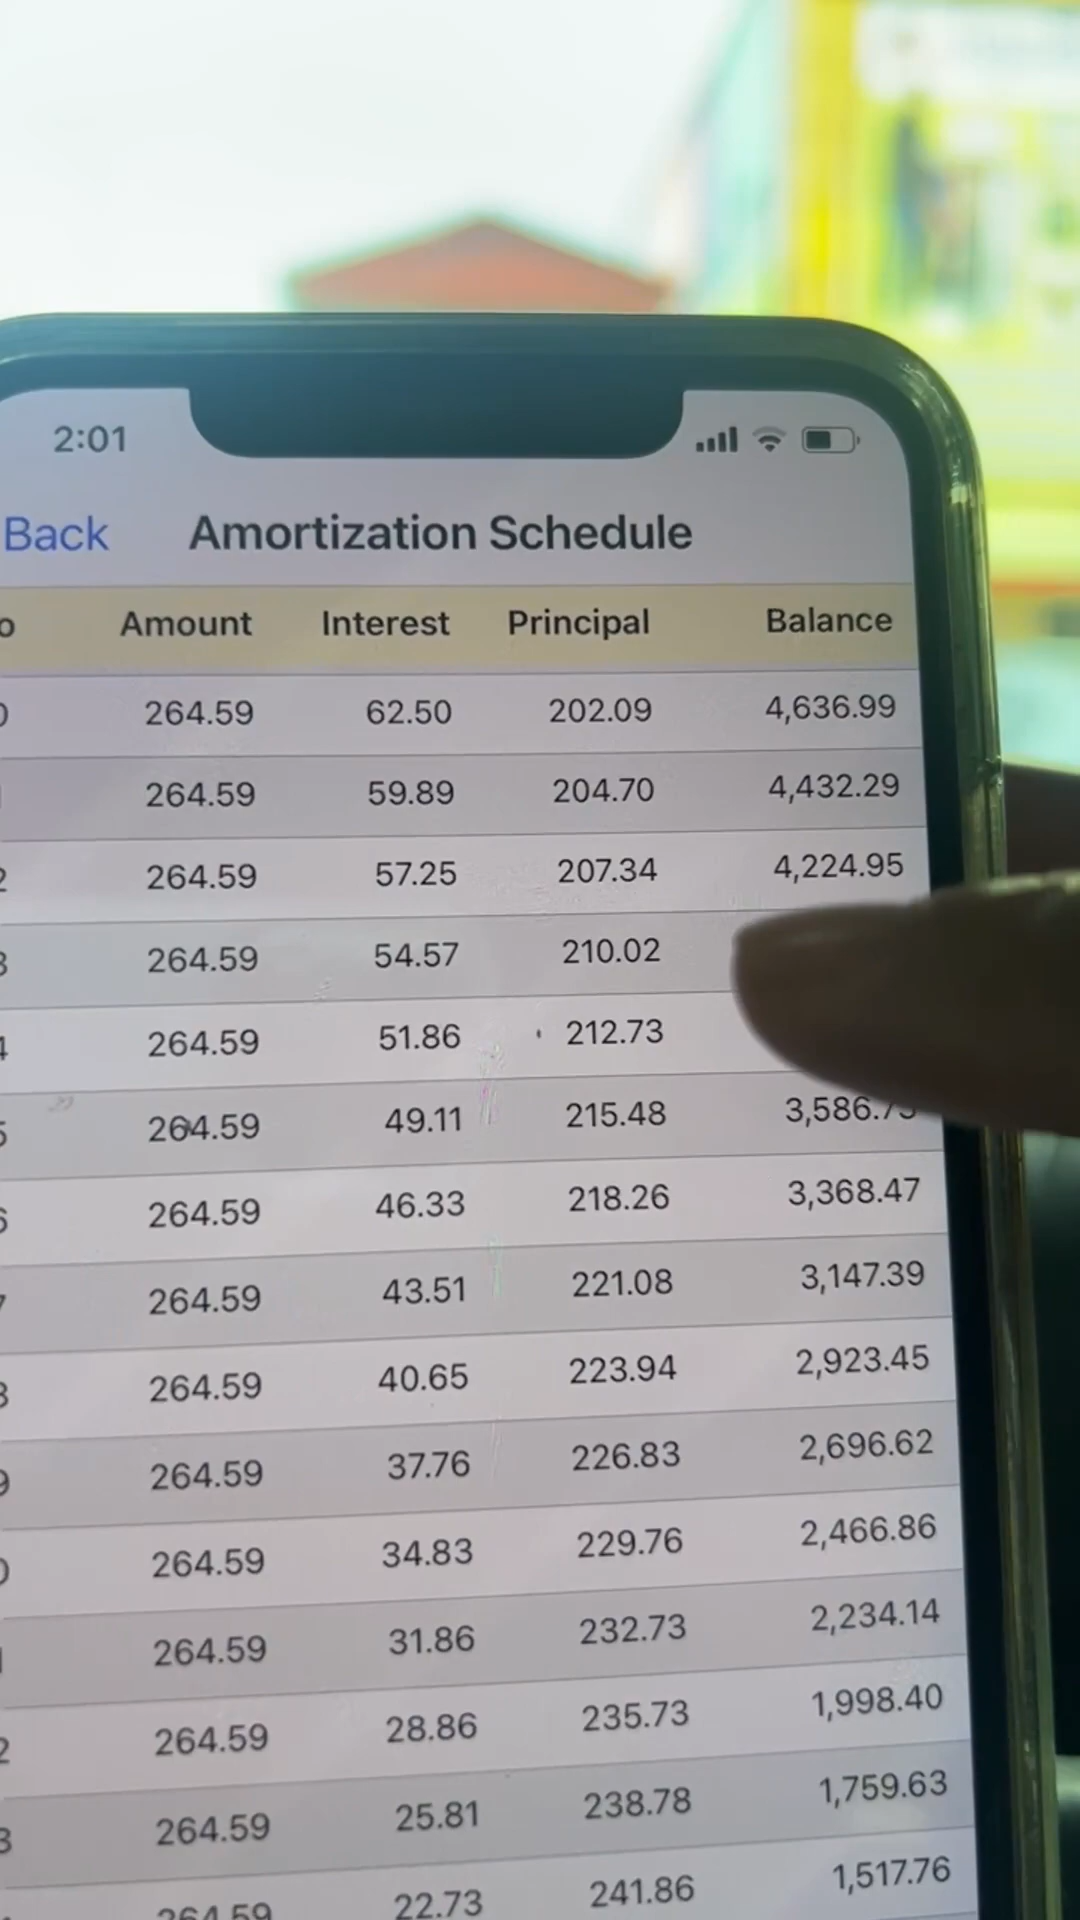 2:01
Back Amortization Schedule
Amount Interest Principal Balance
264.59 62.50 202.09 4,636.99
264.59 59.89 204.70 4,432.29
264.59 57.25 207.34 4,224.95
264.59 54.57 210.02
264.59 51.86 212.73
264.59 49.11 215.48
264.59 46.33 218.26 3,368.47
264.59 43.51 221.08 3,147.39
264.59 40.65 223.94 2,923.45
264.59 37.76 226.83 2,696.62
264.59 34.83 229.76 2,466.86
264.59 31.86 232.73 2,234.14
264.59 28.86 235.73 1,998.40
264.59 25.81 238.78 1,759.63
264.59 22.73 241.86 1,517.76